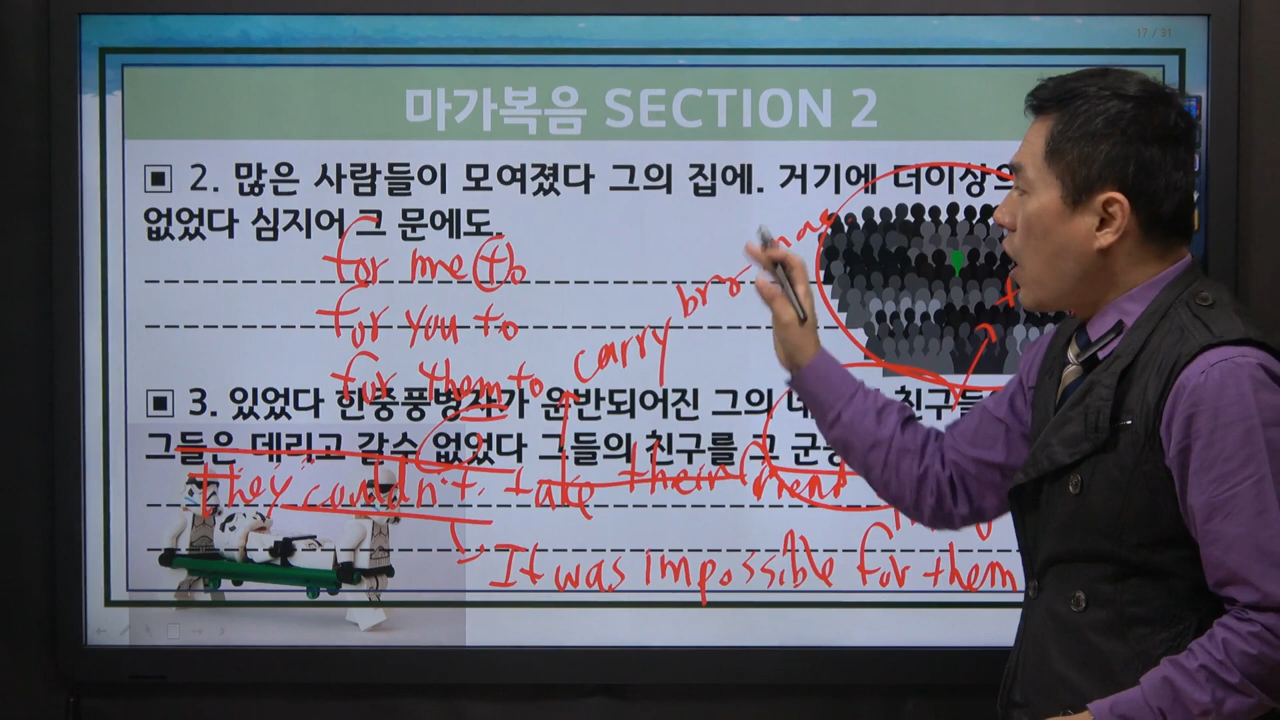 17 / 31
마가복음 SECTION 2
▣ 2. 많은 사람들이 모여졌다 그의 집에. 거기에 더이상의
없었다 심지어 그 문에도.
for me to
for you to
for them to carry
▣ 3. 있었다 한중풍병자가 운반되어진 그의 친구들
그들은 데리고 갈수 없었다 그들의 친구를 그
They couldn't take their friend
It was impossible for them